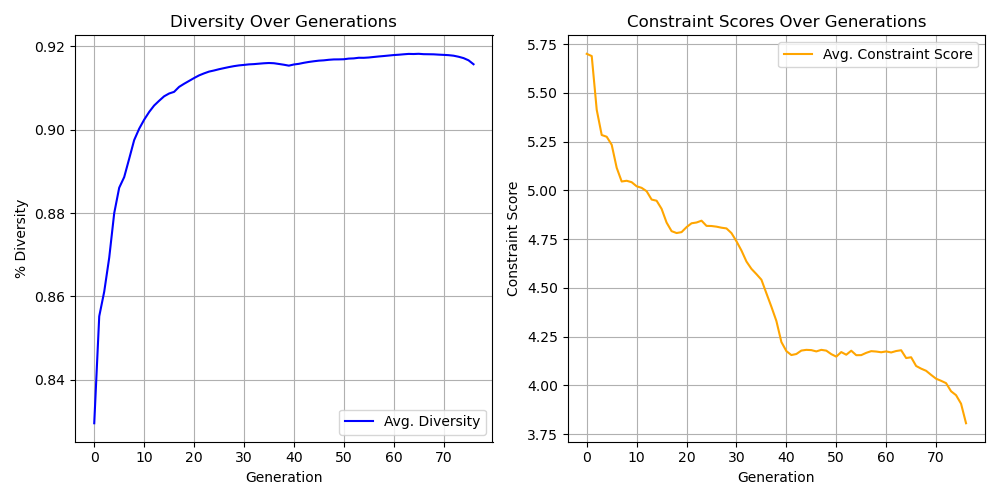 Diversity Over Generations
% Diversity
0.92
0.90
0.88
0.86
0.84
0 10 20 30 40 50 60 70
Generation
Avg. Diversity
Constraint Scores Over Generations
Constraint Score
5.75
5.50
5.25
5.00
4.75
4.50
4.25
4.00
3.75
0 10 20 30 40 50 60 70
Generation
Avg. Constraint Score